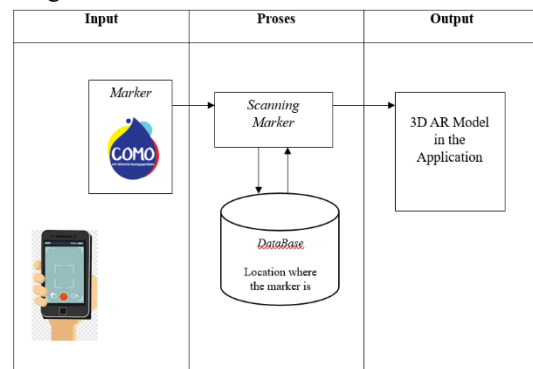 Input
Proses
Output
Marker
COMO
Scanning
Marker
3D AR Model
in the
Application
DataBase
Location where
the marker is